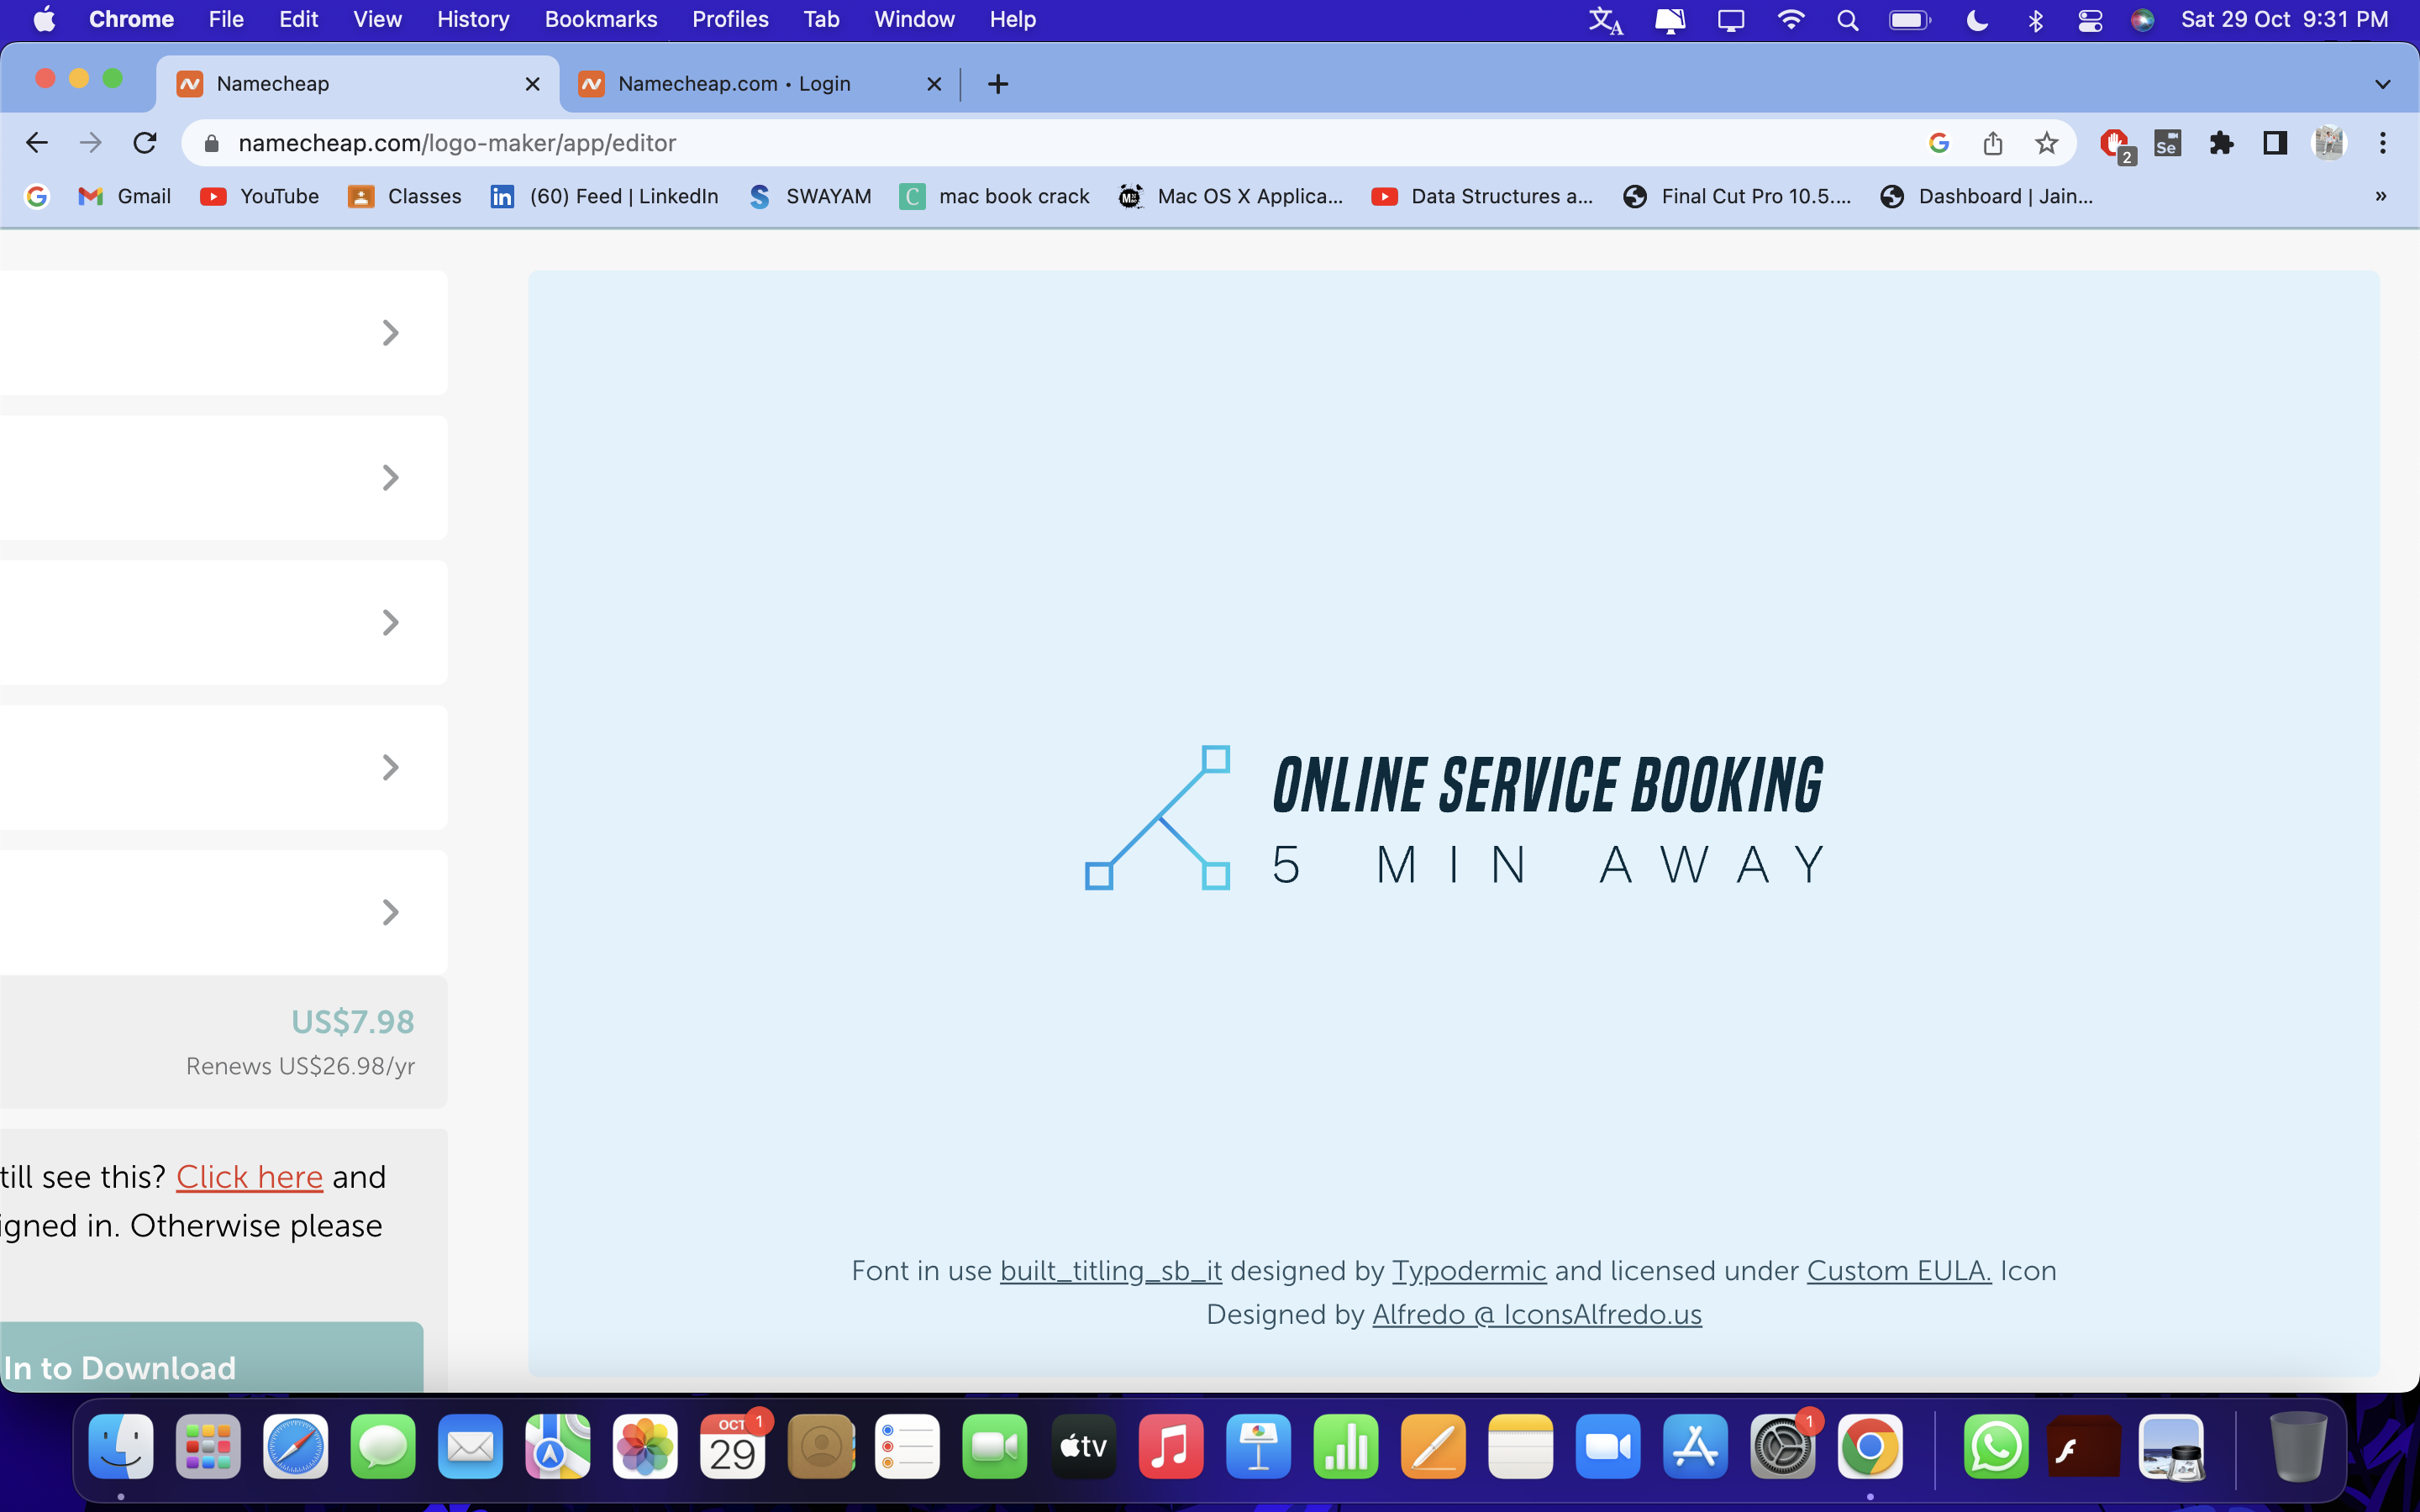 Chrome File Edit View History Bookmarks Profiles Tab Window Help Sat 29 Oct 9:31 PM
Namecheap Namecheap.com • Login
namecheap.com/logo-maker/app/editor 2 Se
Gmail YouTube Classes (60) Feed | LinkedIn SWAYAM mac book crack Mac OS X Applica... Data Structures a... Final Cut Pro 10.5.... Dashboard | Jain... »
ONLINE SERVICE BOOKING
5 MIN AWAY
US$7.98
Renews US$26.98/yr
till see this? Click here and
igned in. Otherwise please
In to Download
Font in use built_titling_sb_it designed by Typodermic and licensed under Custom EULA. Icon
Designed by Alfredo @ IconsAlfredo.us
OCT 1
29
tv
1